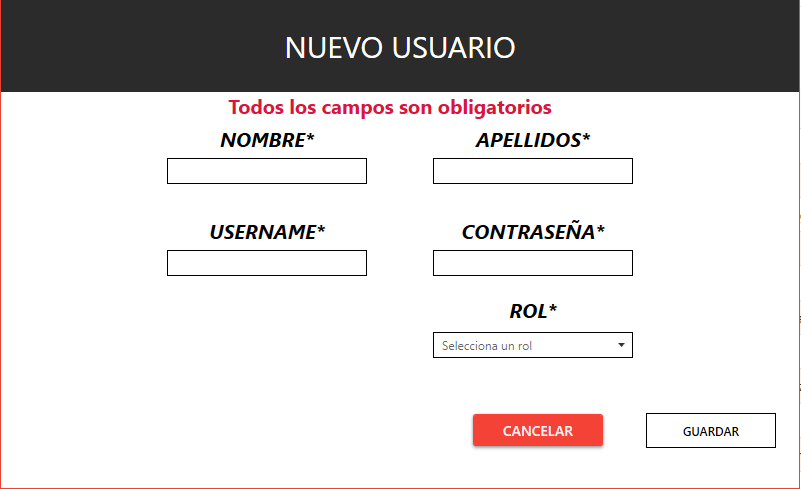 NUEVO USUARIO
Todos los campos son obligatorios
NOMBRE* APELLIDOS*
USERNAME* CONTRASEÑA*
ROL*
Selecciona un rol
CANCELAR GUARDAR